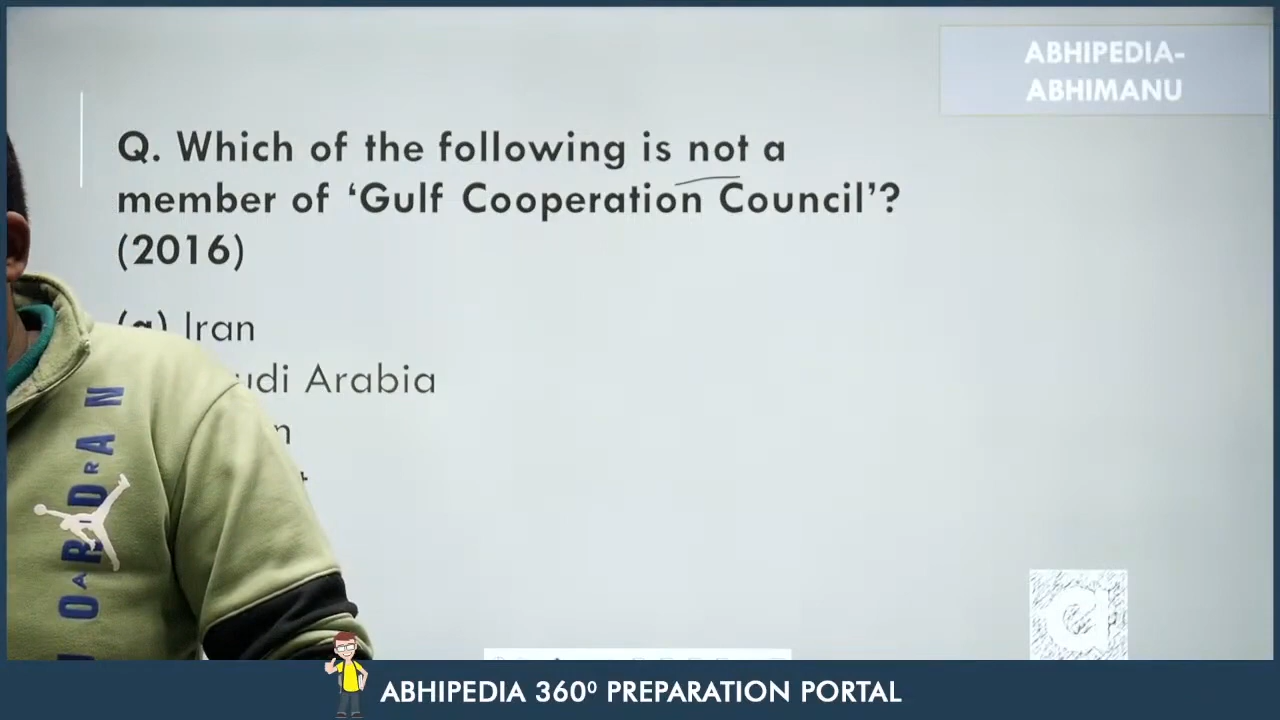 ABHIPEDIA-
ABHIMANU
Q. Which of the following is not a
member of ‘Gulf Cooperation Council’?
(2016)
(a) Iran
Arabia
JORDAN
ABHIPEDIA 360⁰ PREPARATION PORTAL